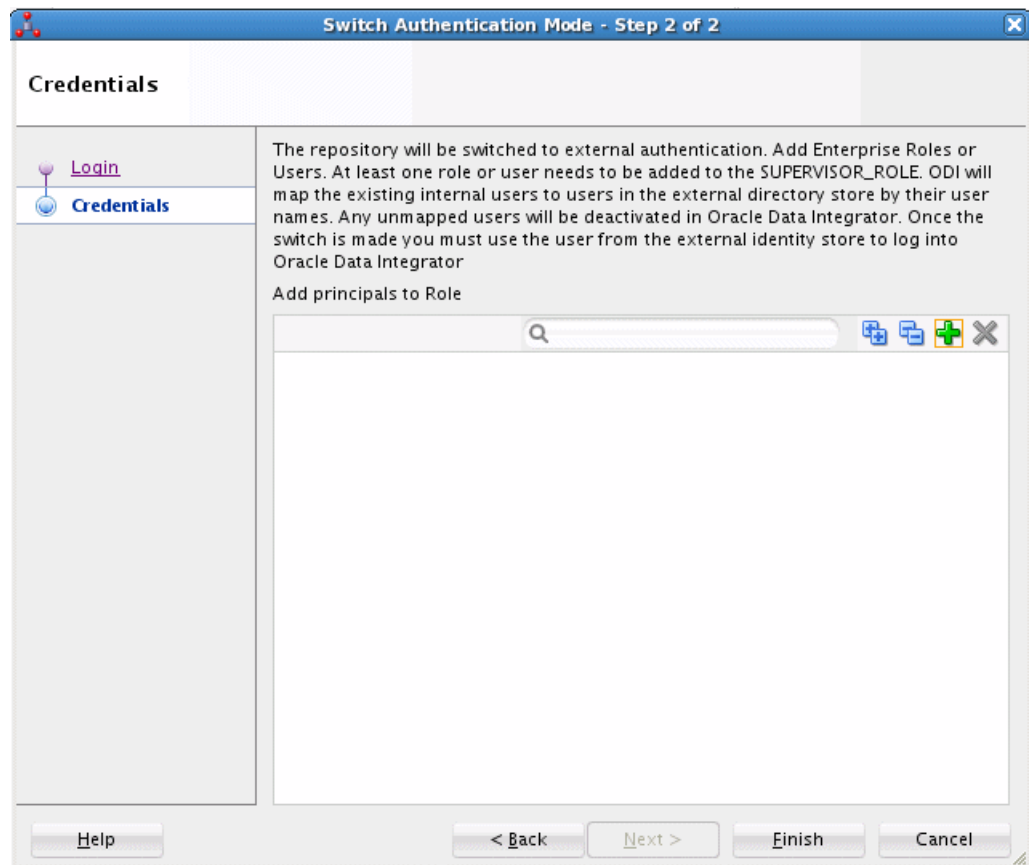 Switch Authentication Mode - Step 2 of 2
Credentials
Login
Credentials
The repository will be switched to external authentication. Add Enterprise Roles or
Users. At least one role or user needs to be added to the SUPERVISOR_ROLE. ODI will
map the existing internal users to users in the external directory store by their user
names. Any unmapped users will be deactivated in Oracle Data Integrator. Once the
switch is made you must use the user from the external identity store to log into
Oracle Data Integrator
Add principals to Role
Help
< Back
Next >
Finish
Cancel